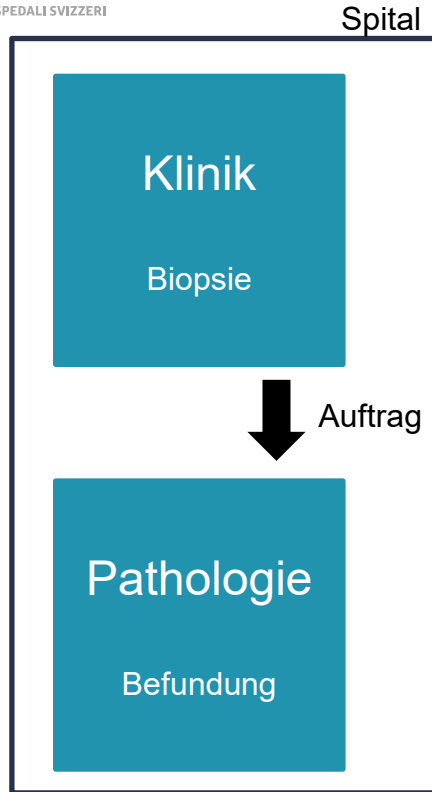 SPEDALI SVIZZERI
Spital
Klinik
Biopsie
Auftrag
Pathologie
Befundung